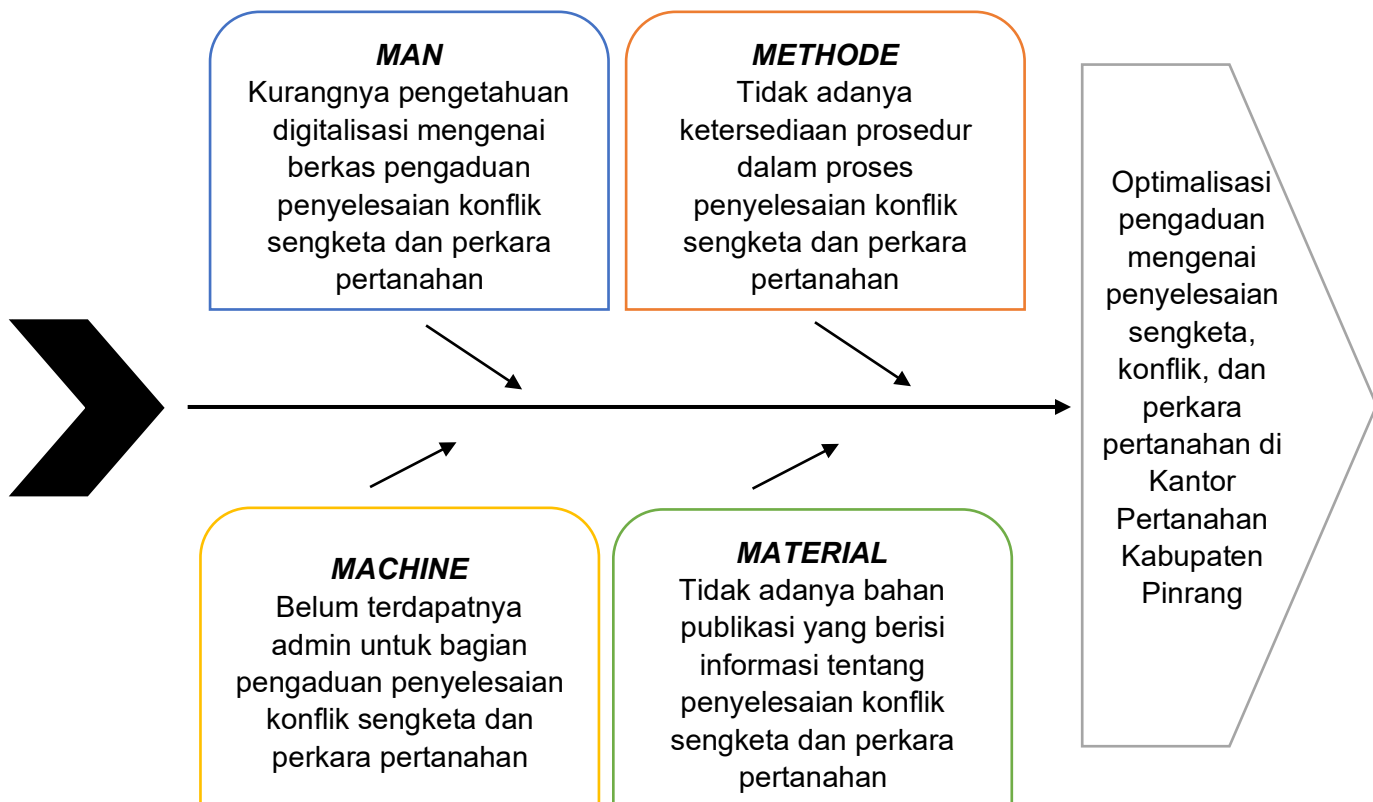 MAN
Kurangnya pengetahuan
digitalisasi mengenai
berkas pengaduan
penyelesaian konflik
sengketa dan perkara
pertanahan
METHODE
Tidak adanya
ketersediaan prosedur
dalam proses
penyelesaian konflik
sengketa dan perkara
pertanahan
MACHINE
Belum terdapatnya
admin untuk bagian
pengaduan penyelesaian
konflik sengketa dan
perkara pertanahan
MATERIAL
Tidak adanya bahan
publikasi yang berisi
informasi tentang
penyelesaian konflik
sengketa dan perkara
pertanahan
Optimalisasi
pengaduan
mengenai
penyelesaian
sengketa,
konflik, dan
perkara
pertanahan di
Kantor
Pertanahan
Kabupaten
Pinrang